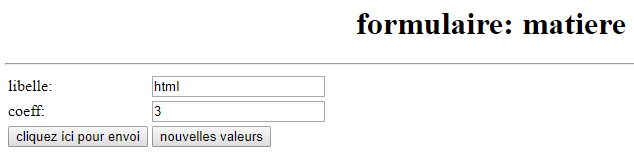 formulaire: matiere
libelle: html
coeff: 3
cliquez ici pour envoi nouvelles valeurs